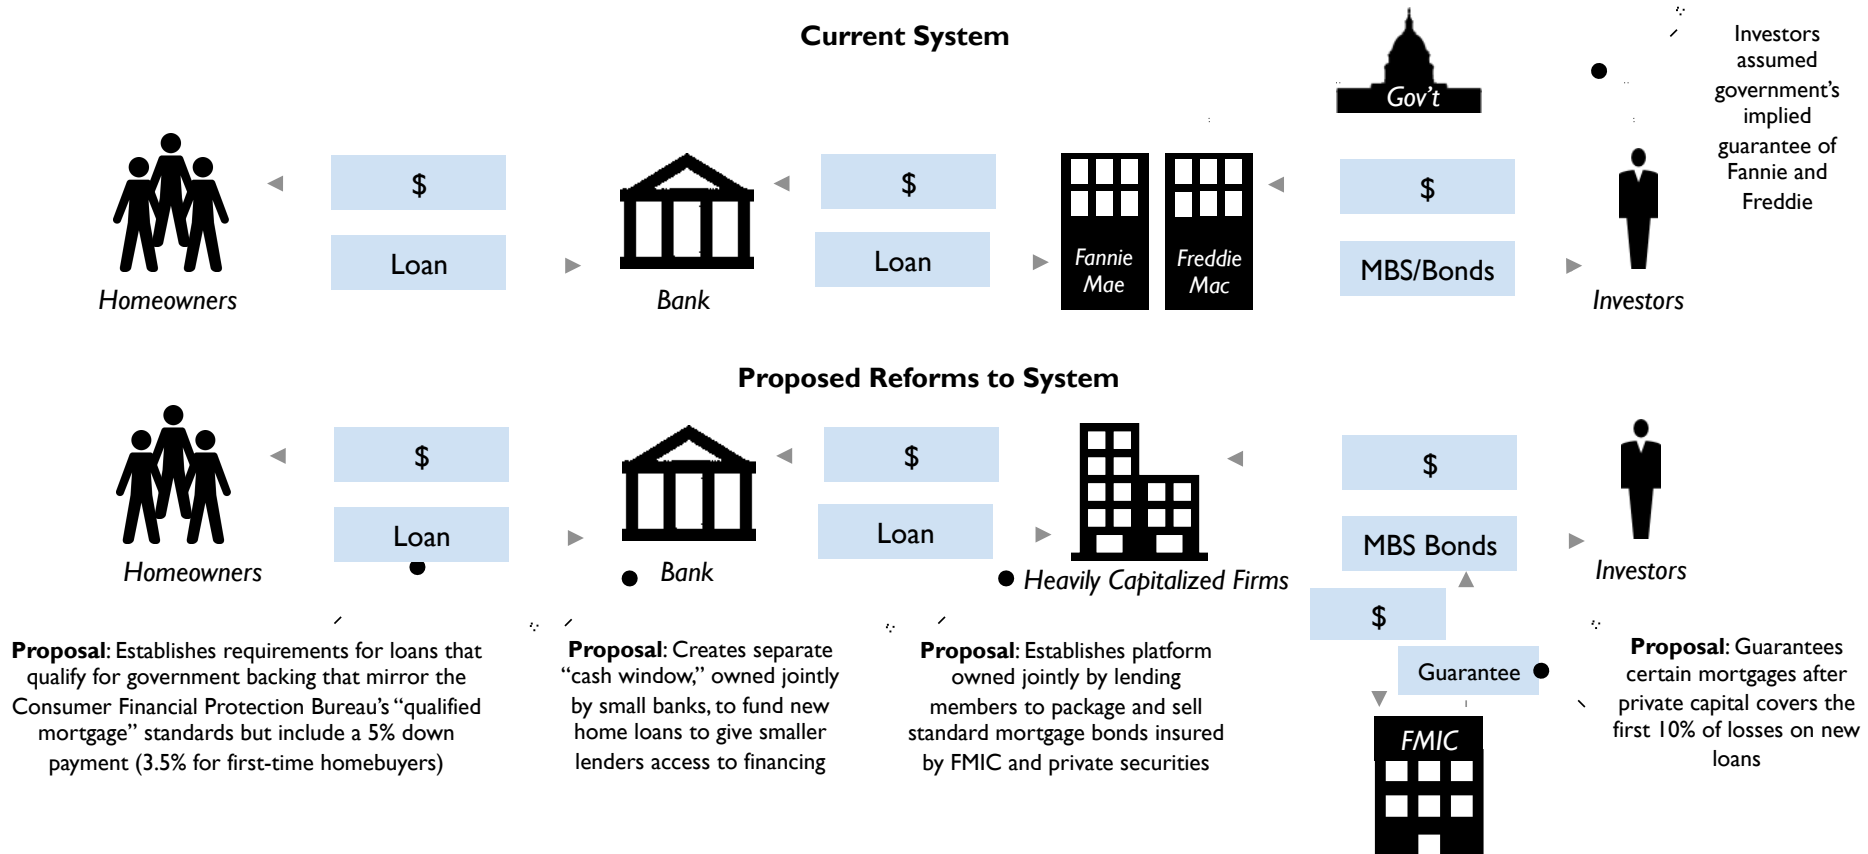 Current System
Gov't
Investors
assumed
government's
implied
guarantee of
Fannie and
Freddie
$
$
$
Loan
Loan
MBS/Bonds
Fannie
Mae
Freddie
Mac
Homeowners
Bank
Investors
Proposed Reforms to System
$
$
$
Loan
Loan
MBS Bonds
Homeowners
Bank
Heavily Capitalized Firms
Investors
$
Guarantee
FMIC
Proposal: Establishes requirements for loans that
qualify for government backing that mirror the
Consumer Financial Protection Bureau's “qualified
mortgage” standards but include a 5% down
payment (3.5% for first-time homebuyers)
Proposal: Creates separate
“cash window,” owned jointly
by small banks, to fund new
home loans to give smaller
lenders access to financing
Proposal: Establishes platform
owned jointly by lending
members to package and sell
standard mortgage bonds insured
by FMIC and private securities
Proposal: Guarantees
certain mortgages after
private capital covers the
first 10% of losses on new
loans